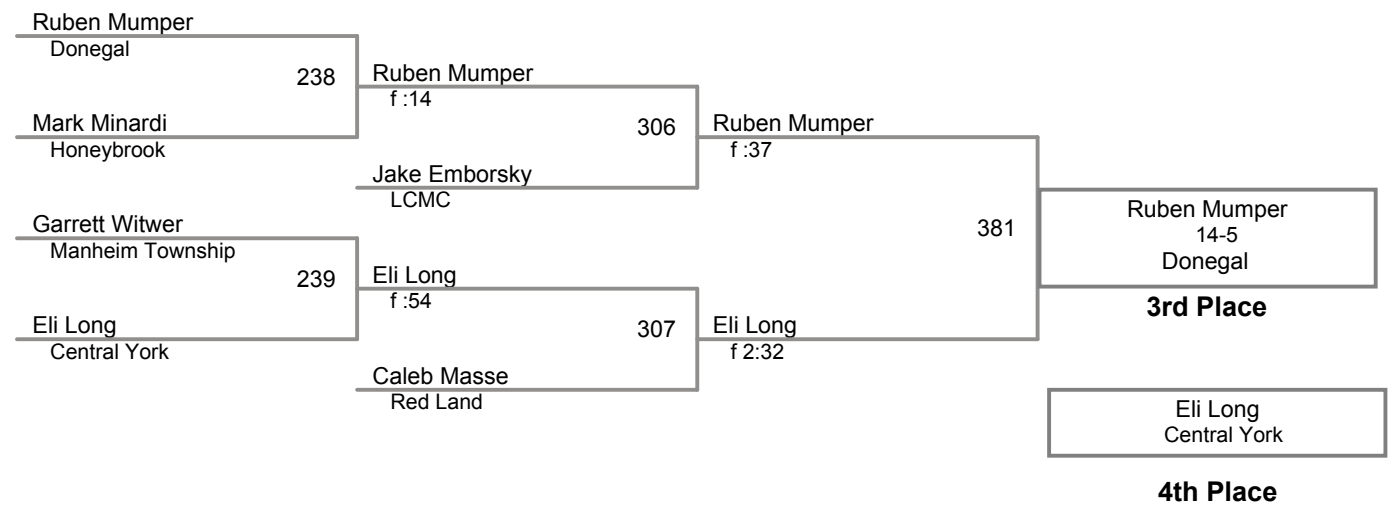 Ruben Mumper
Donegal
238
Ruben Mumper
f :14
Mark Minardi
Honeybrook
306
Ruben Mumper
f :37
Jake Emborsky
LCMC
Garrett Witwer
Manheim Township
239
Eli Long
f :54
Eli Long
Central York
307
Eli Long
f 2:32
Caleb Masse
Red Land
381
Ruben Mumper
14-5
Donegal
3rd Place
Eli Long
Central York
4th Place